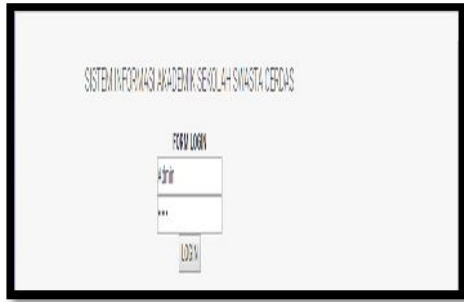 SISTEM INFORMASI AKADEMIK SEKOLAH SWASTA CERDAS
FORM LOGIN
Admin
•••
LOGIN